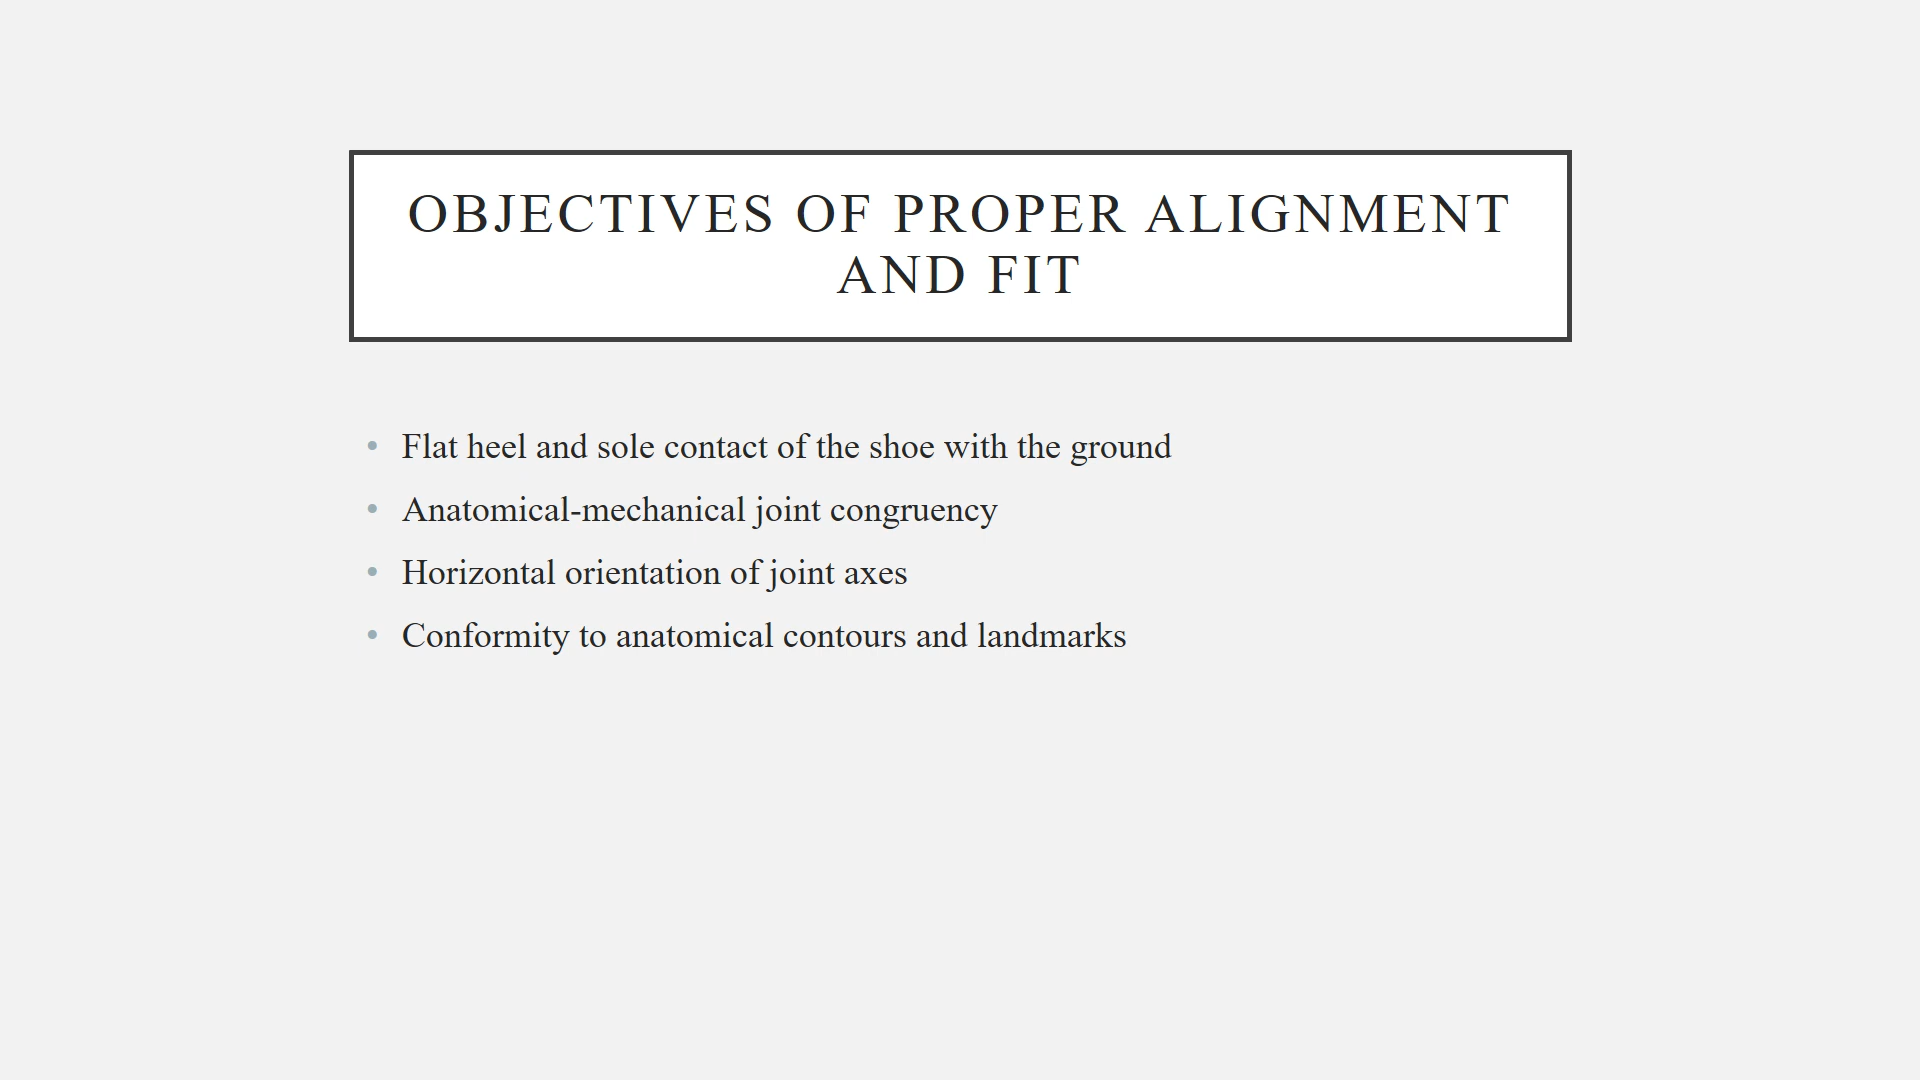 OBJECTIVES OF PROPER ALIGNMENT
AND FIT
• Flat heel and sole contact of the shoe with the ground
• Anatomical-mechanical joint congruency
• Horizontal orientation of joint axes
• Conformity to anatomical contours and landmarks